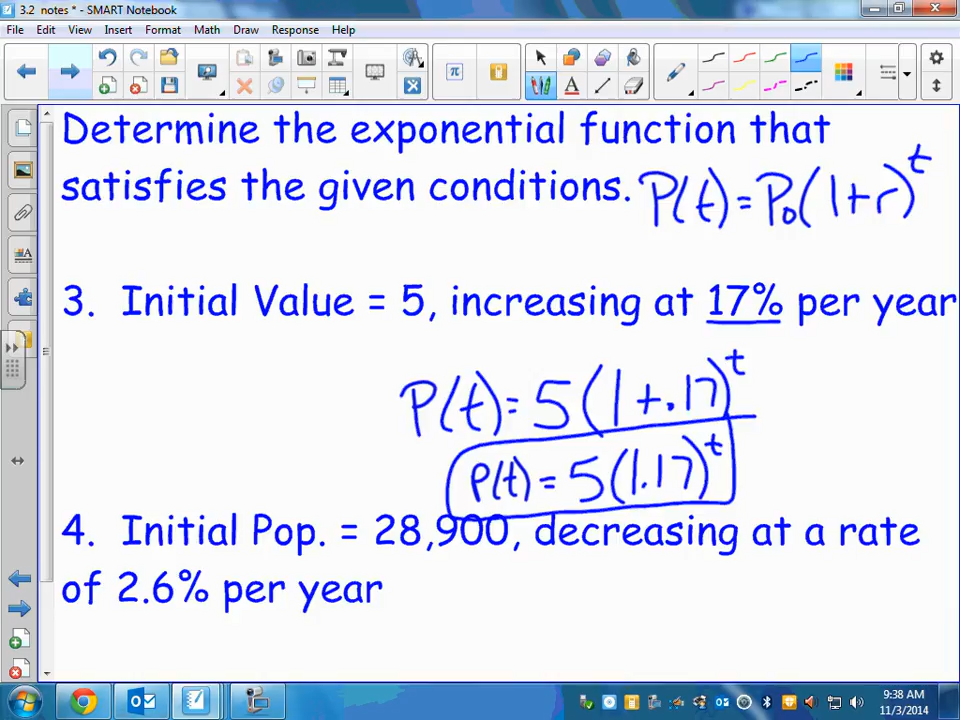 3.2 notes * - SMART Notebook
File Edit View Insert Format Math Draw Response Help
Determine the exponential function that
satisfies the given conditions. P(t) = P₀(1+r)^t
3. Initial Value = 5, increasing at 17% per year
P(t) = 5(1+.17)^t
P(t) = 5(1.17)^t
4. Initial Pop. = 28,900, decreasing at a rate
of 2.6% per year
9:38 AM
11/3/2014